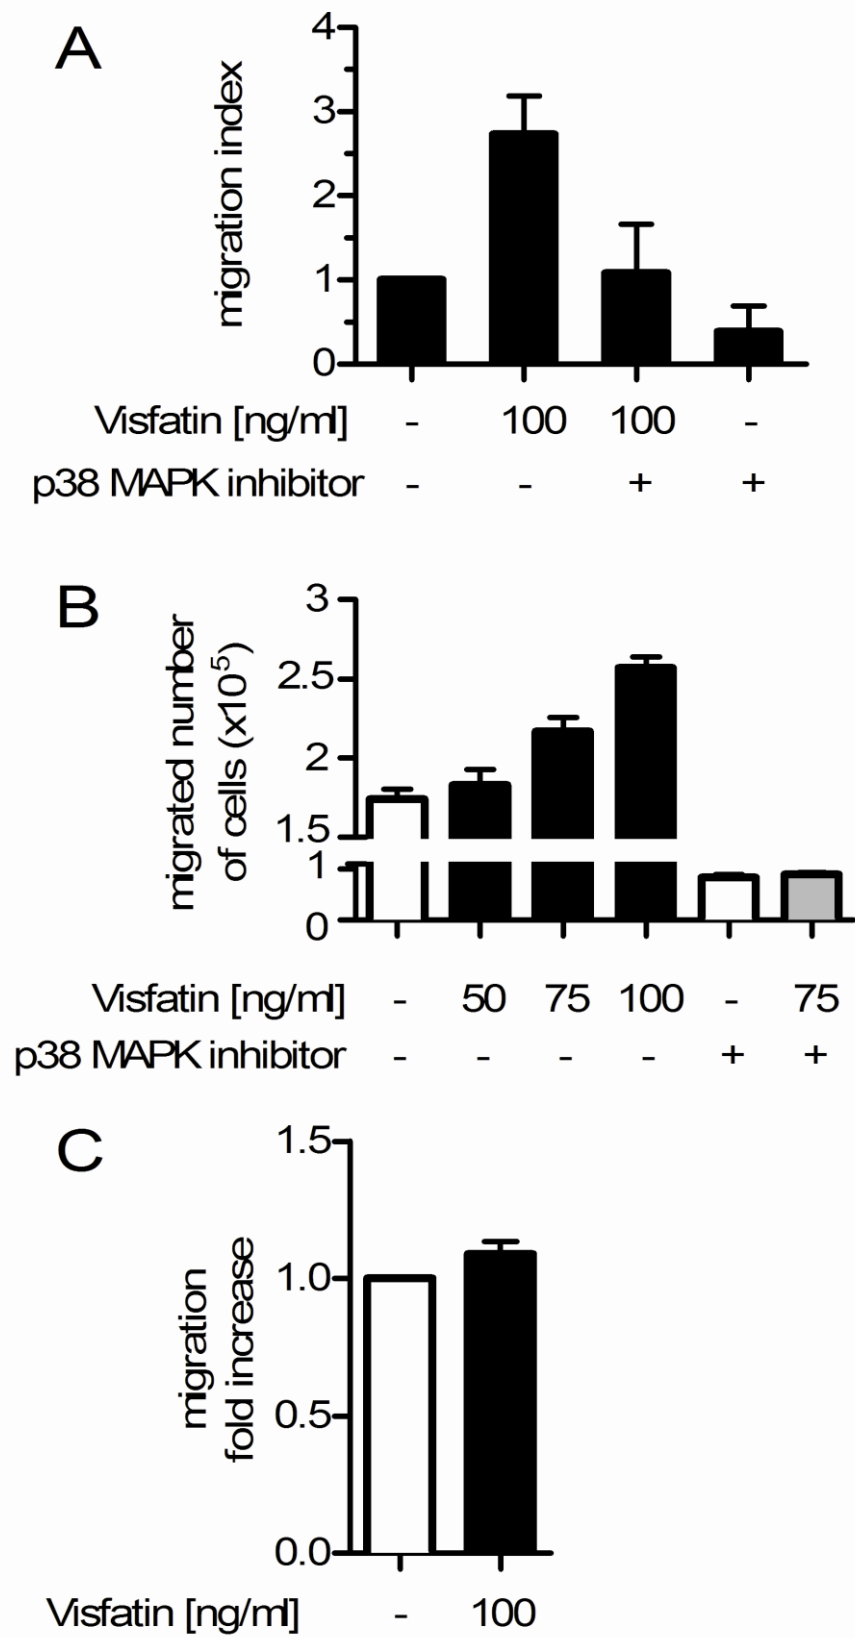 A
migration index
4
3
2
1
0
Visfatin [ng/ml] - 100 100 -
p38 MAPK inhibitor - - + +
B
migrated number
of cells (x10⁵)
3
2.5
2
1.5
1
0
Visfatin [ng/ml] - 50 75 100 - 75
p38 MAPK inhibitor - - - - + +
C
migration
fold increase
1.5
1.0
0.5
0.0
Visfatin [ng/ml] - 100